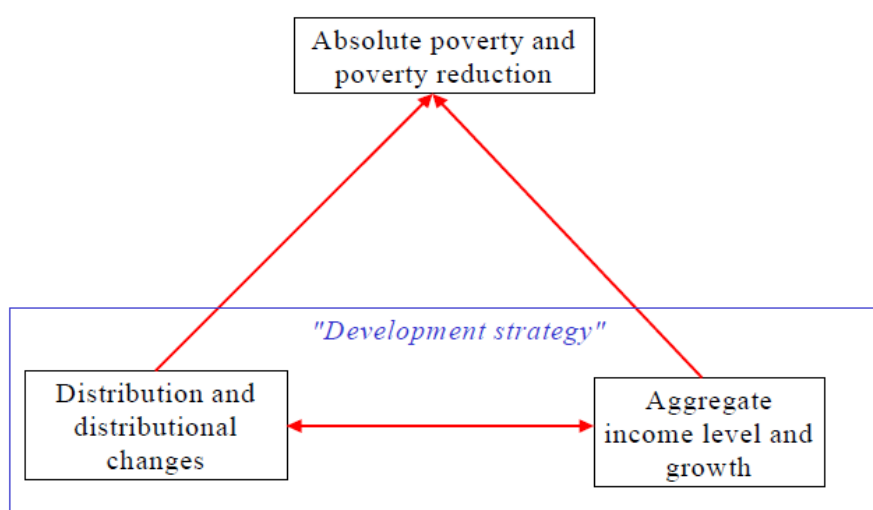 Absolute poverty and
poverty reduction
"Development strategy"
Distribution and
distributional
changes
Aggregate
income level and
growth